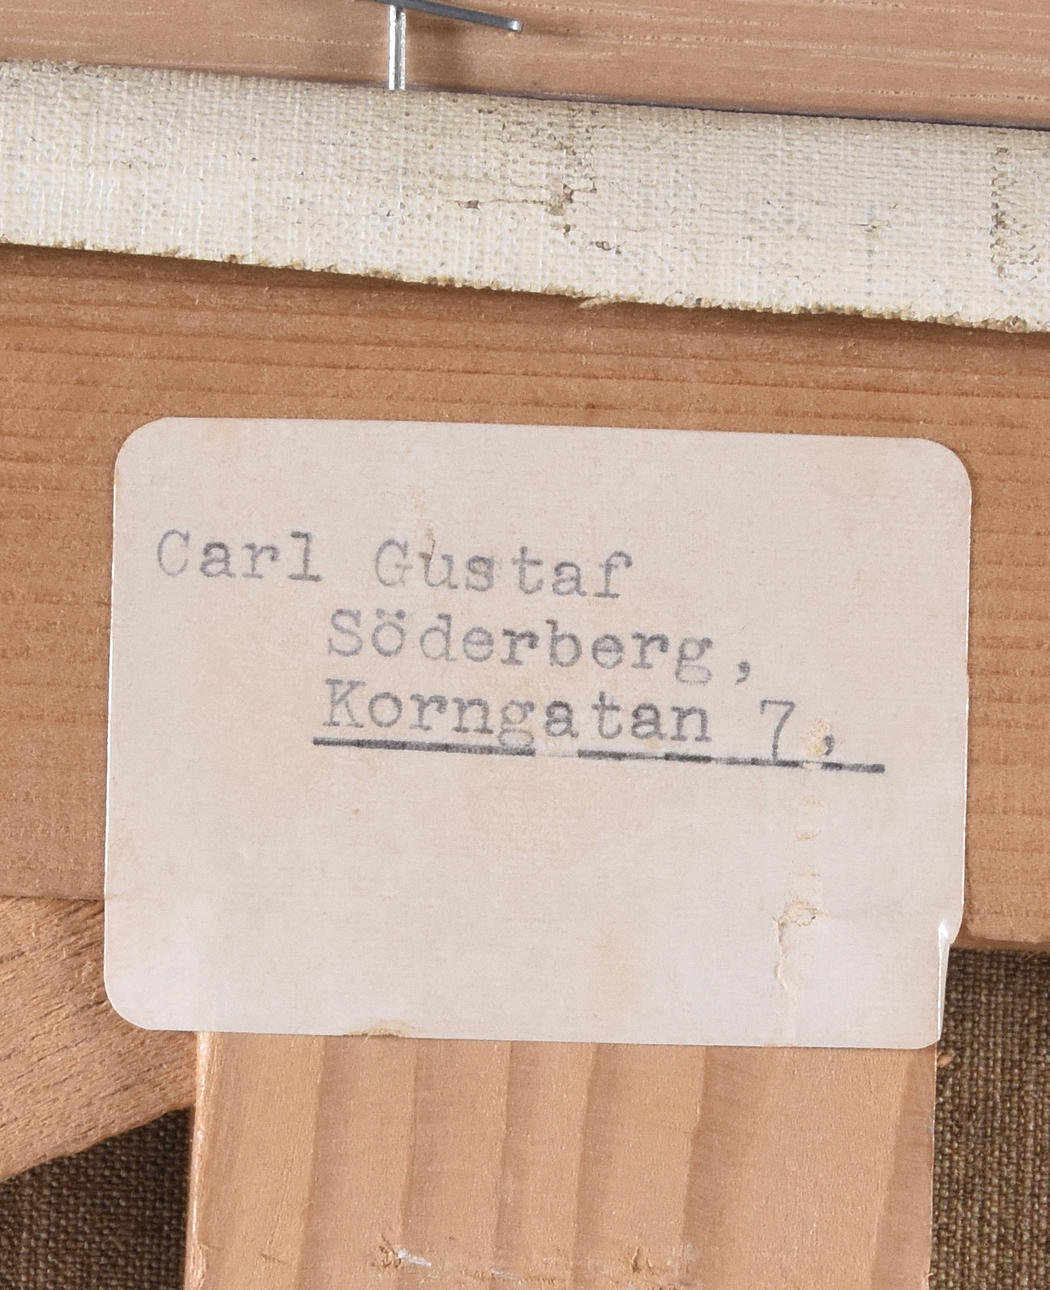 Carl Gustaf
Söderberg,
Korngatan 7,